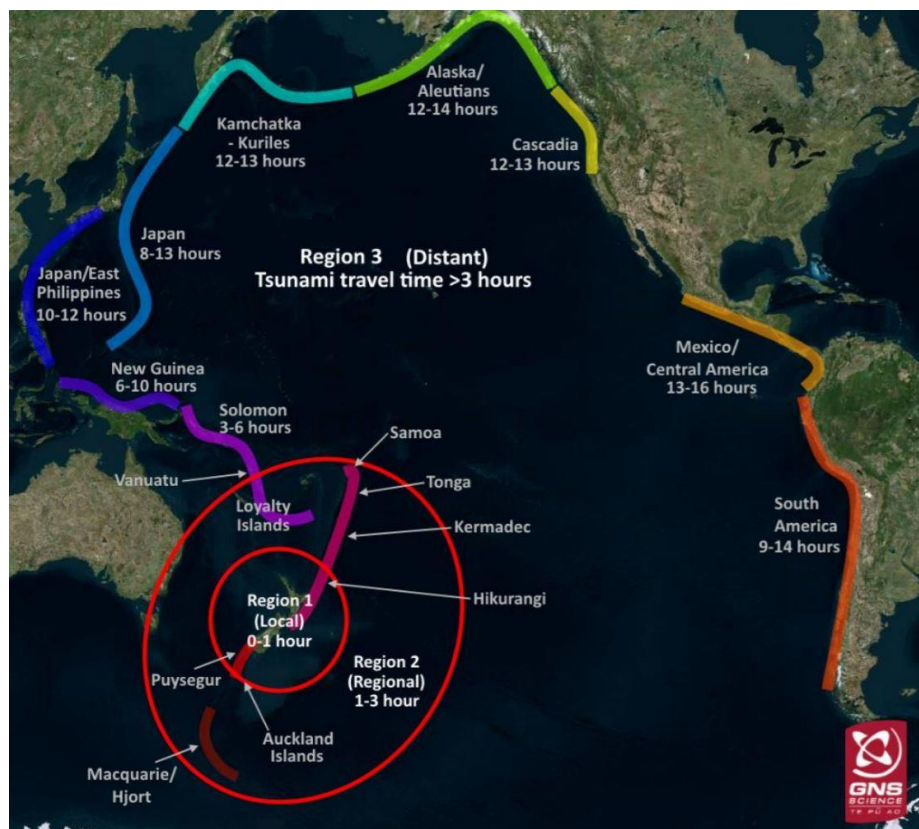 Alaska/
Aleutians
12-14 hours
Kamchatka
- Kuriles
12-13 hours
Cascadia
12-13 hours
Japan
8-13 hours
Region 3 (Distant)
Tsunami travel time >3 hours
Japan/East
Philippines
10-12 hours
New Guinea
6-10 hours
Mexico/
Central America
13-16 hours
Solomon
3-6 hours
Samoa
Vanuatu
Tonga
Loyalty
Islands
Kermadec
South
America
9-14 hours
Hikurangi
Region 1
(Local)
0-1 hour
Region 2
(Regional)
1-3 hour
Puysegur
Auckland
Islands
Macquarie/
Hjort
GNS
SCIENCE
TE PŪ AO